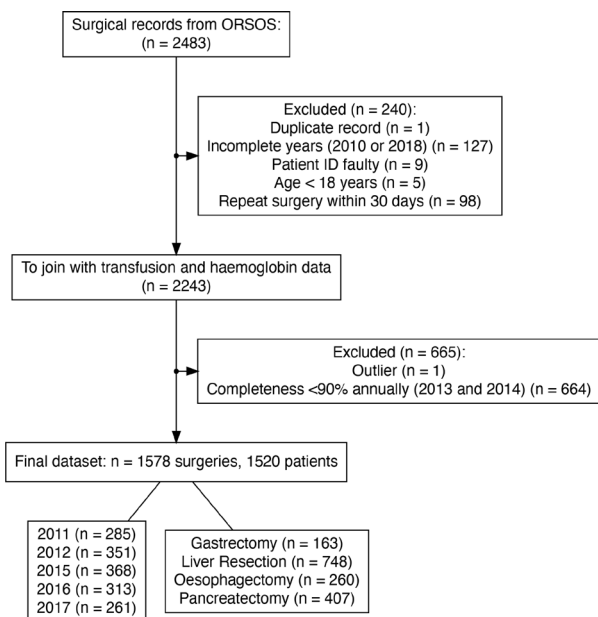 Surgical records from ORSOS:
(n = 2483)
Excluded (n = 240):
Duplicate record (n = 1)
Incomplete years (2010 or 2018) (n = 127)
Patient ID faulty (n = 9)
Age < 18 years (n = 5)
Repeat surgery within 30 days (n = 98)
To join with transfusion and haemoglobin data
(n = 2243)
Excluded (n = 665):
Outlier (n = 1)
Completeness <90% annually (2013 and 2014) (n = 664)
Final dataset: n = 1578 surgeries, 1520 patients
2011 (n = 285)
2012 (n = 351)
2015 (n = 368)
2016 (n = 313)
2017 (n = 261)
Gastrectomy (n = 163)
Liver Resection (n = 748)
Oesophagectomy (n = 260)
Pancreatectomy (n = 407)